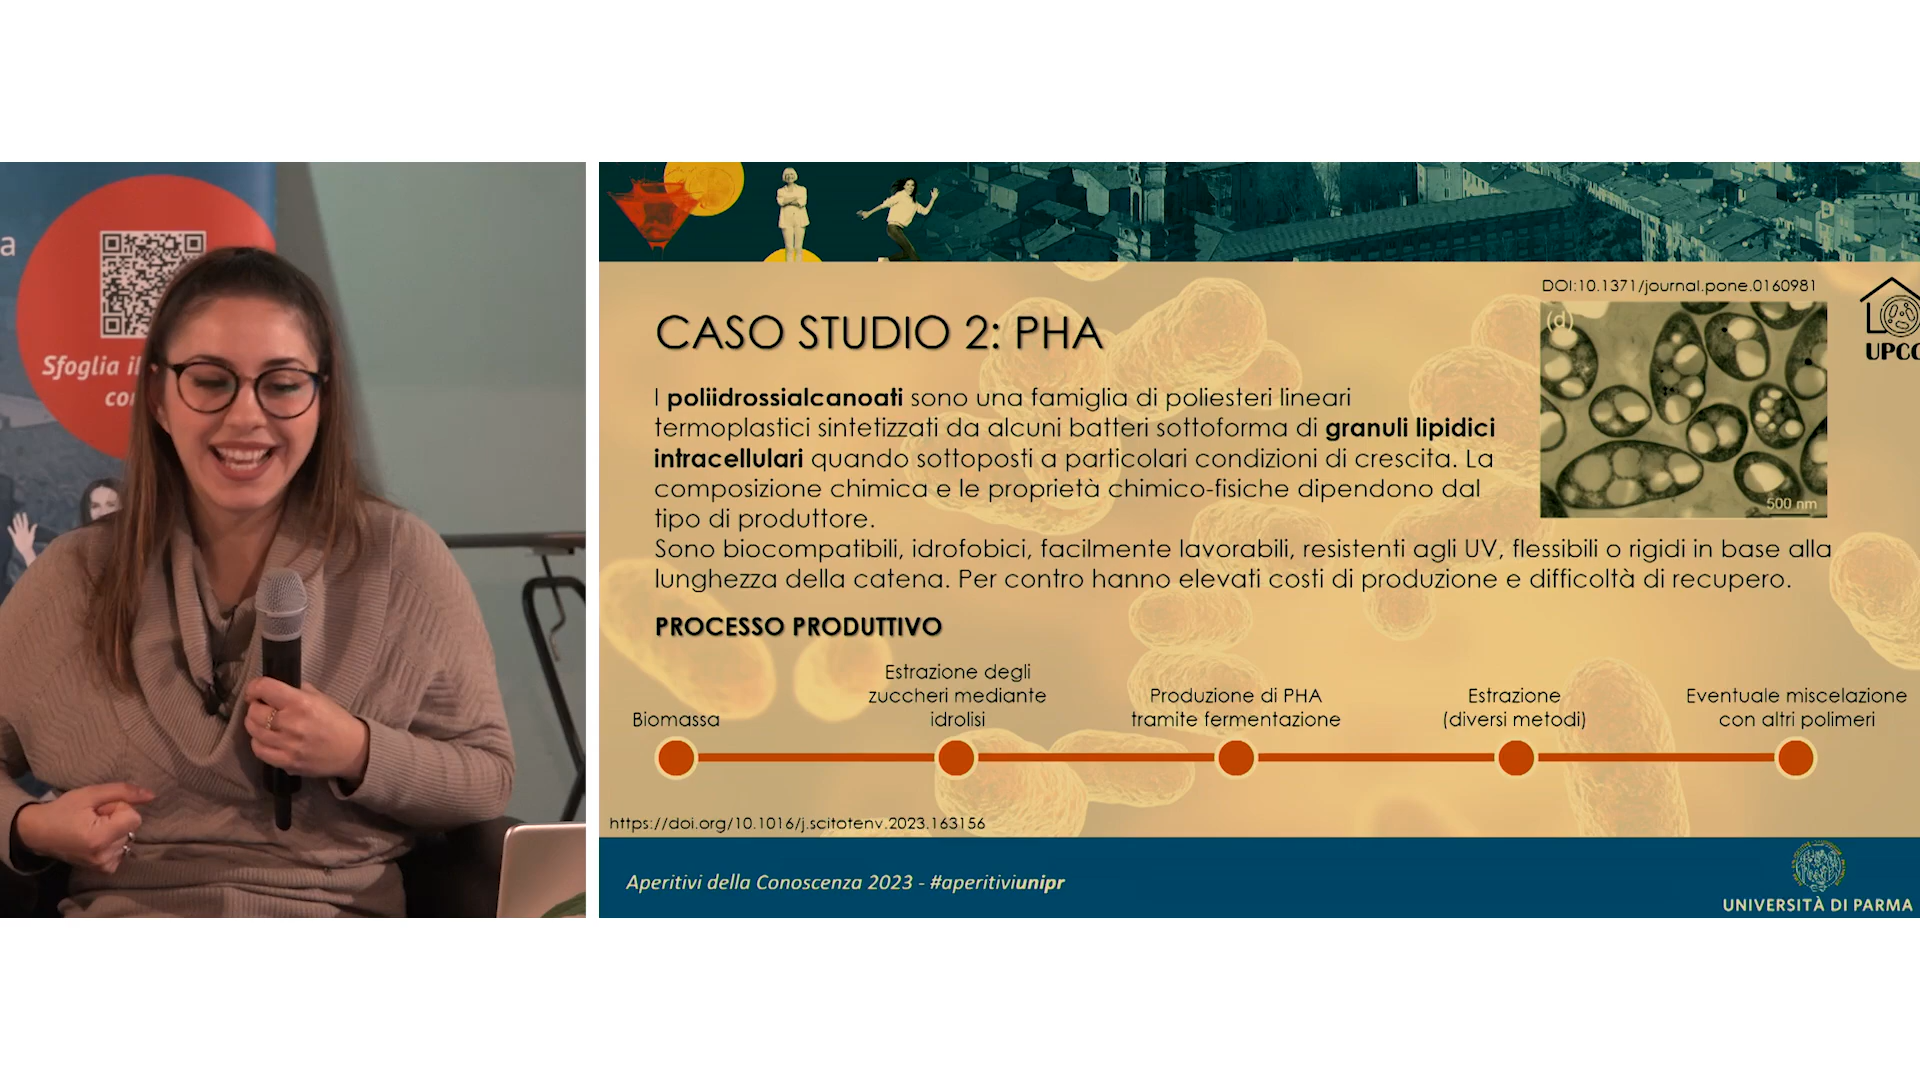 a
Sfoglia il
co
DOI:10.1371/journal.pone.0160981
(d)
500 nm
UPCC
CASO STUDIO 2: PHA
I poliidrossialcanoati sono una famiglia di poliesteri lineari
termoplastici sintetizzati da alcuni batteri sottoforma di granuli lipidici
intracellulari quando sottoposti a particolari condizioni di crescita. La
composizione chimica e le proprietà chimico-fisiche dipendono dal
tipo di produttore.
Sono biocompatibili, idrofobici, facilmente lavorabili, resistenti agli UV, flessibili o rigidi in base alla
lunghezza della catena. Per contro hanno elevati costi di produzione e difficoltà di recupero.
PROCESSO PRODUTTIVO
Biomassa
Estrazione degli
zuccheri mediante
idrolisi
Produzione di PHA
tramite fermentazione
Estrazione
(diversi metodi)
Eventuale miscelazione
con altri polimeri
https://doi.org/10.1016/j.scitotenv.2023.163156
Aperitivi della Conoscenza 2023 - #aperitiviunipr
UNIVERSITÀ DI PARMA